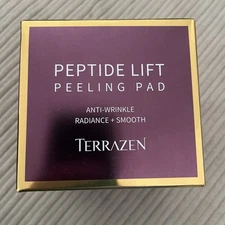 PEPTIDE LIFT
PEELING PAD
ANTI-WRINKLE
RADIANCE + SMOOTH
TERRAZEN